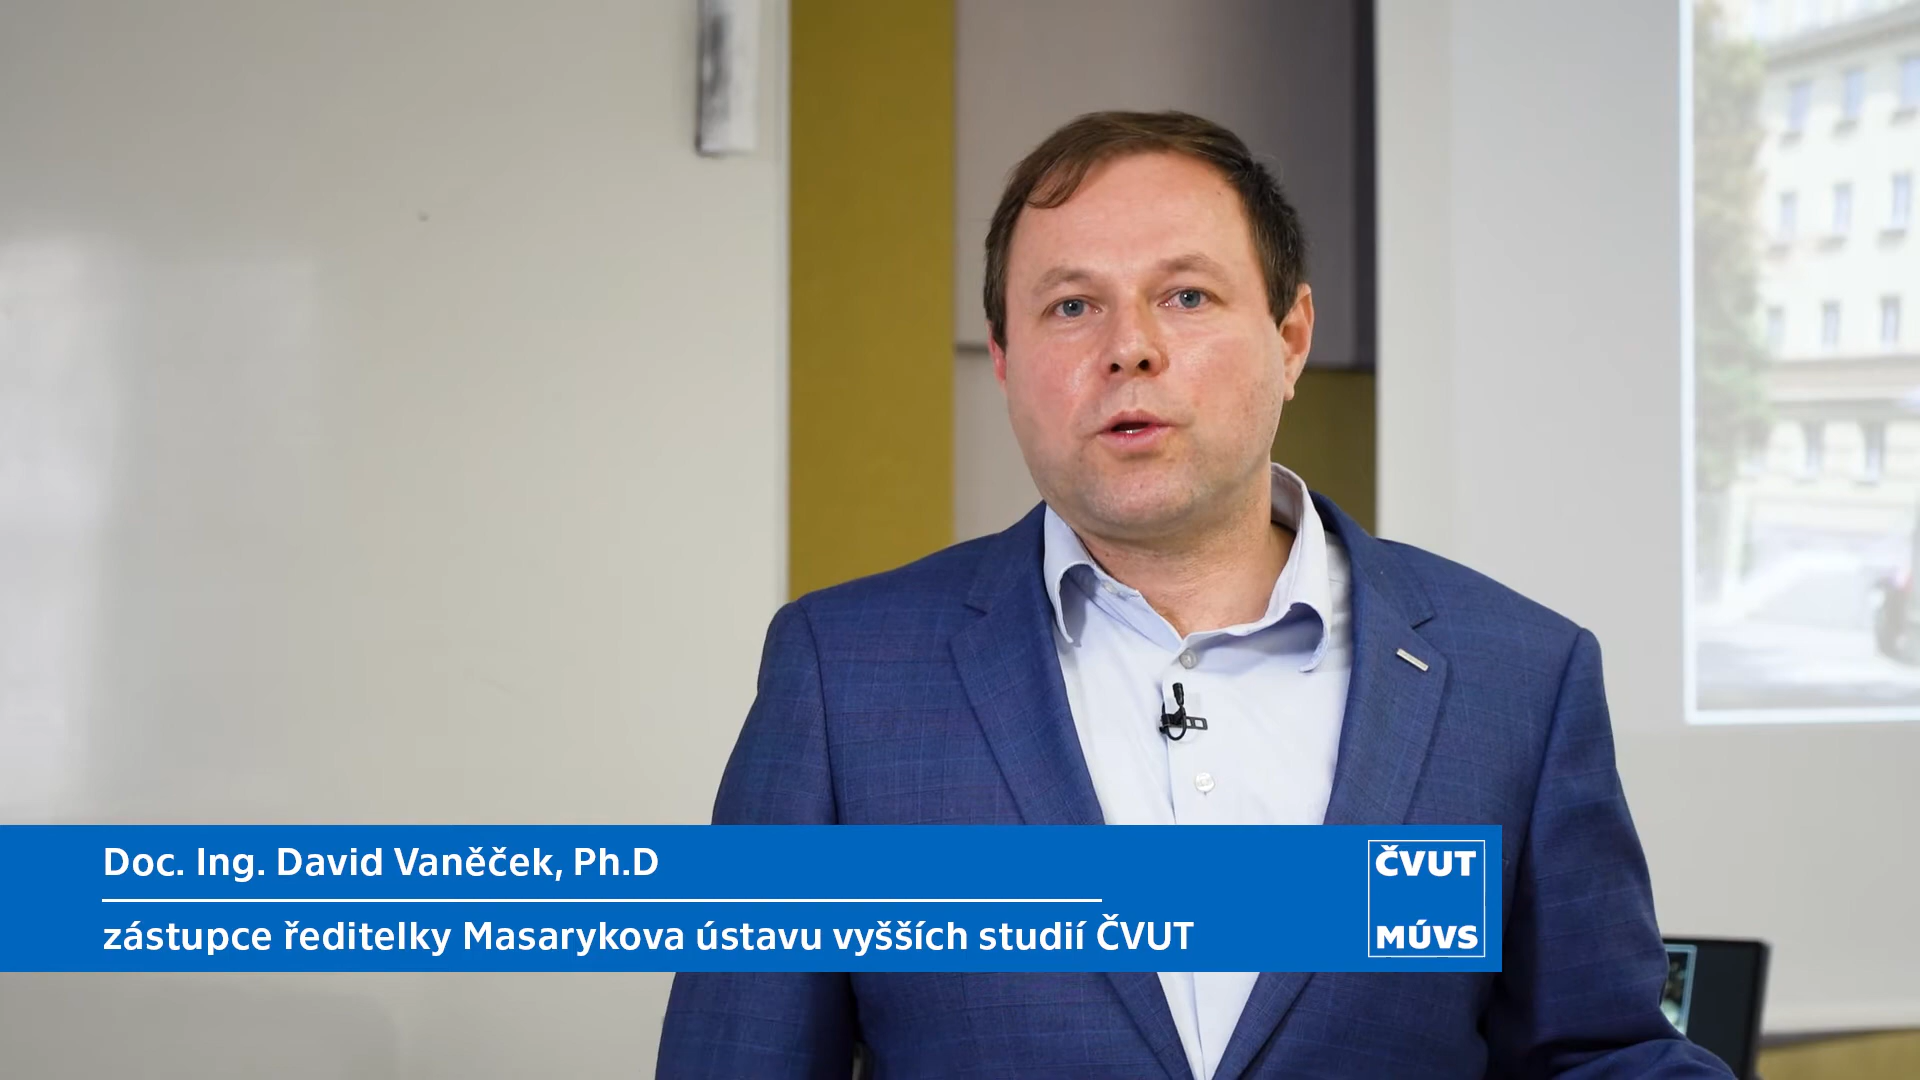 Doc. Ing. David Vaněček, Ph.D
zástupce ředitelky Masarykova ústavu vyšších studií ČVUT
ČVUT
MÚVS